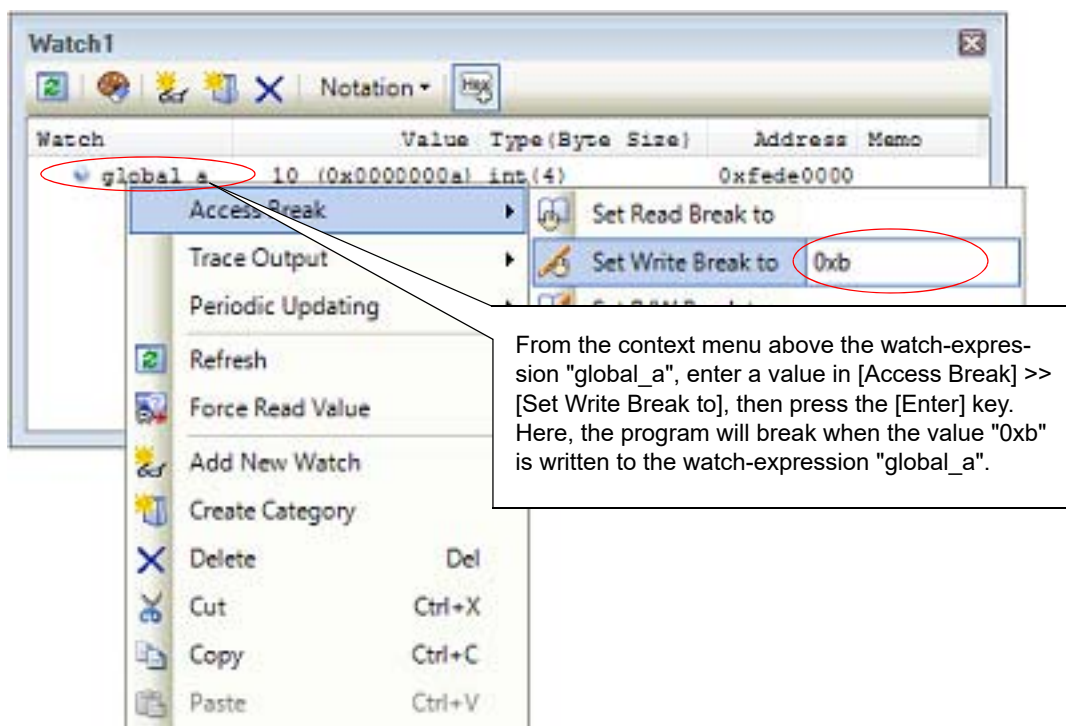 Watch1
Notation
Hex
Watch Value Type(Byte Size) Address Memo
global_a 10 (0x0000000a) int(4) 0xfede0000
Access Break
Set Read Break to
Trace Output
Set Write Break to 0xb
Periodic Updating
From the context menu above the watch-expres-
sion "global_a", enter a value in [Access Break] >>
[Set Write Break to], then press the [Enter] key.
Here, the program will break when the value "0xb"
is written to the watch-expression "global_a".
Refresh
Force Read Value
Add New Watch
Create Category
Delete Del
Cut Ctrl+X
Copy Ctrl+C
Paste Ctrl+V